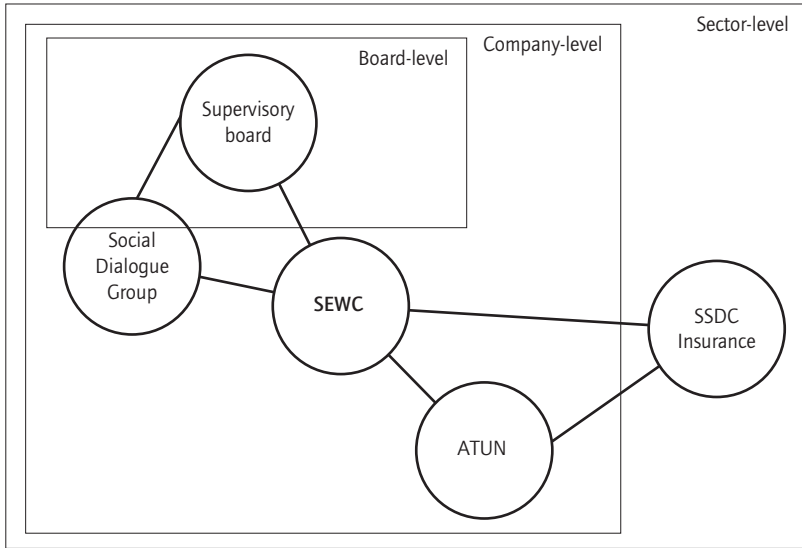 Sector-level
Company-level
Board-level
Supervisory
board
Social
Dialogue
Group
SEWC
SSDC
Insurance
ATUN